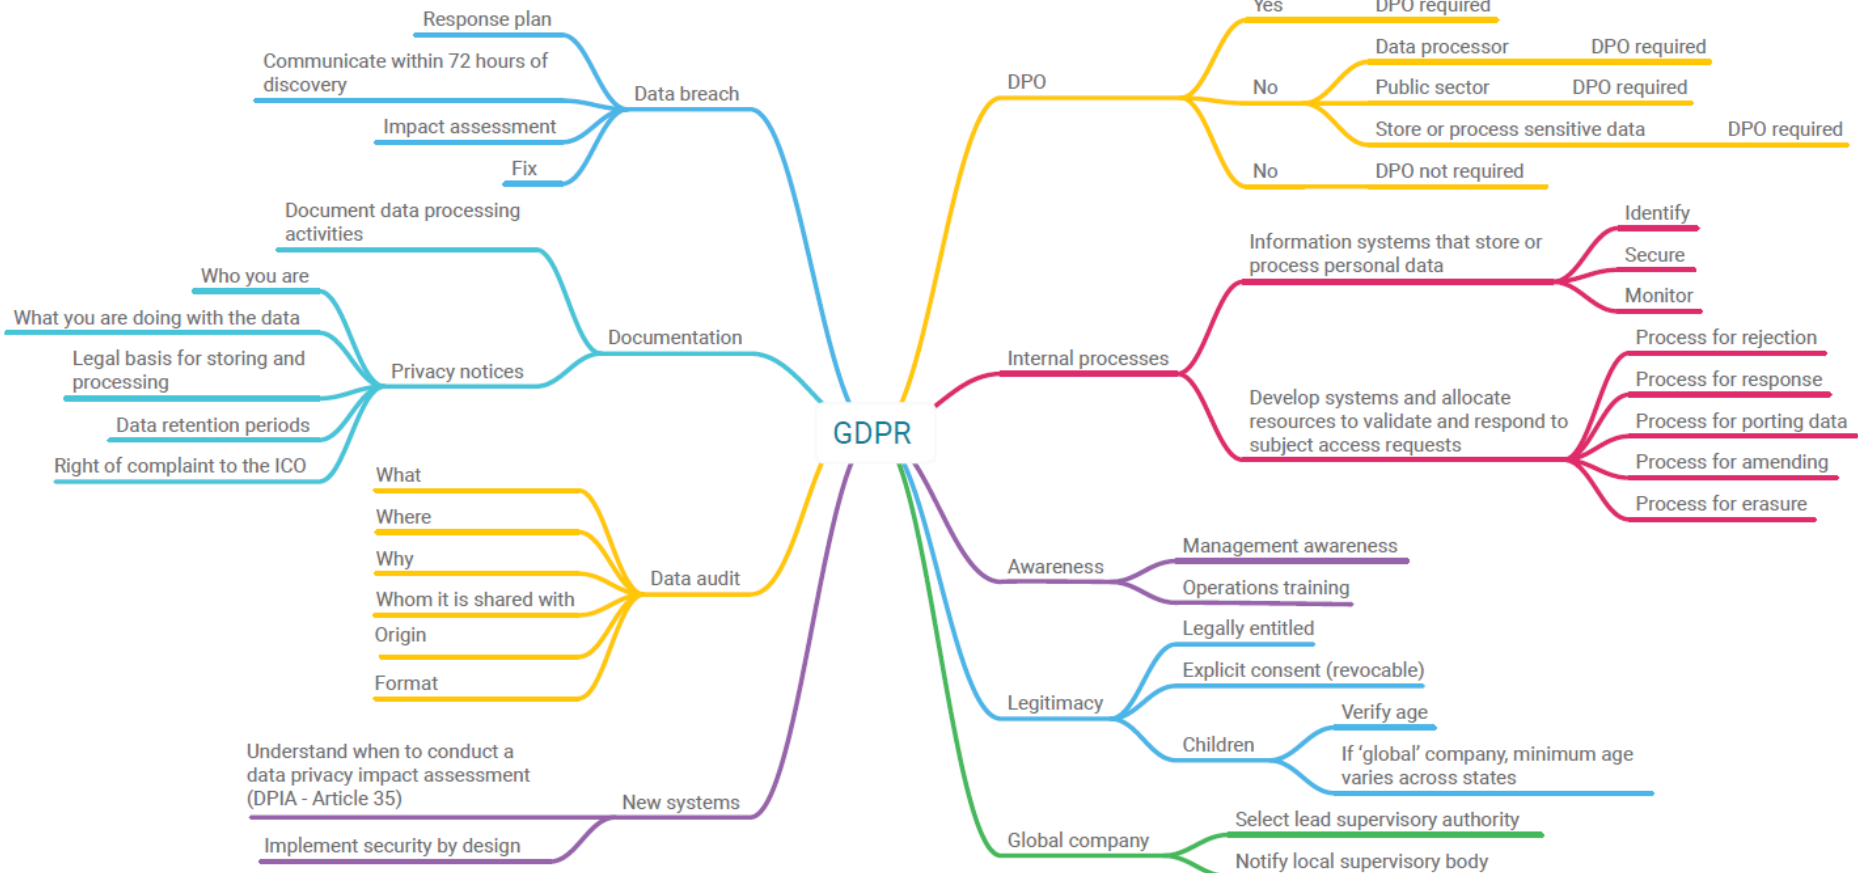 GDPR
Data breach
Response plan
Communicate within 72 hours of
discovery
Impact assessment
Fix
Documentation
Document data processing
activities
Privacy notices
Who you are
What you are doing with the data
Legal basis for storing and
processing
Data retention periods
Right of complaint to the ICO
Data audit
What
Where
Why
Whom it is shared with
Origin
Format
New systems
Understand when to conduct a
data privacy impact assessment
(DPIA - Article 35)
Implement security by design
DPO
Yes DPO required
No
Data processor DPO required
Public sector DPO required
Store or process sensitive data DPO required
No DPO not required
Internal processes
Information systems that store or
process personal data
Identify
Secure
Monitor
Develop systems and allocate
resources to validate and respond to
subject access requests
Process for rejection
Process for response
Process for porting data
Process for amending
Process for erasure
Awareness
Management awareness
Operations training
Legitimacy
Legally entitled
Explicit consent (revocable)
Children
Verify age
If ‘global’ company, minimum age
varies across states
Global company
Select lead supervisory authority
Notify local supervisory body